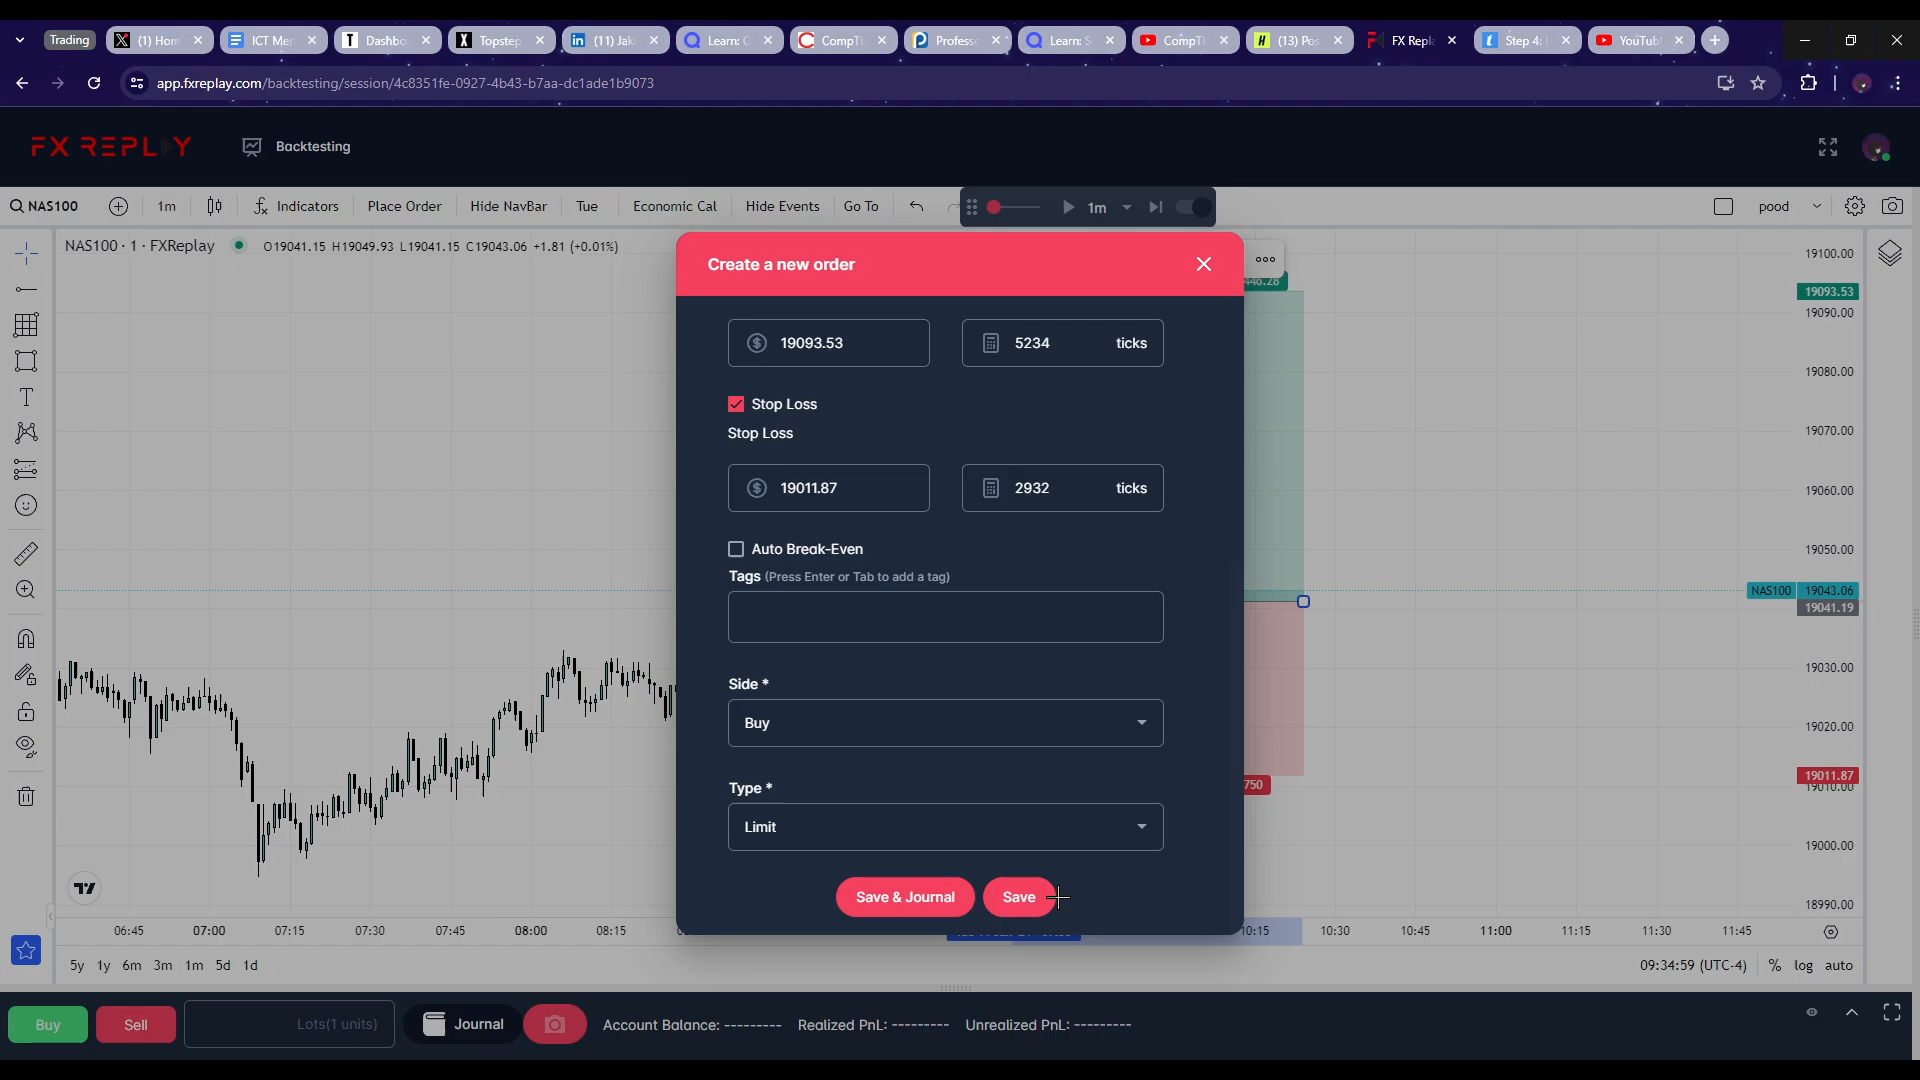 Trading
(1) Hom
ICT Men
Dashbo
Topstep
(11) Jak
Learn: C
CompTI
Profess
Learn: S
CompT
(13) Po
FX Repla
Step 4:
YouTub
app.fxreplay.com/backtesting/session/4c8351fe-0927-4b43-b7aa-dc1ade1b9073
FX REPLAY
Backtesting
NAS100
1m
Indicators
Place Order
Hide NavBar
Tue
Economic Cal
Hide Events
Go To
1m
pood
NAS100 · 1 · FXReplay
O19041.15 H19049.93 L19041.15 C19043.06 +1.81 (+0.01%)
Create a new order
19093.53
5234
ticks
Stop Loss
Stop Loss
19011.87
2932
ticks
Auto Break-Even
Tags (Press Enter or Tab to add a tag)
Side *
Buy
Type *
Limit
Save & Journal
Save
750
19100.00
19093.53
19090.00
19080.00
19070.00
19060.00
19050.00
NAS100
19043.06
19041.19
19030.00
19020.00
19011.87
19010.00
19000.00
18990.00
06:45
07:00
07:15
07:30
07:45
08:00
08:15
10:15
10:30
10:45
11:00
11:15
11:30
11:45
5y
1y
6m
3m
1m
5d
1d
09:34:59 (UTC-4)
%
log
auto
Buy
Sell
Lots(1 units)
Journal
Account Balance: ---------
Realized PnL: ---------
Unrealized PnL: ---------